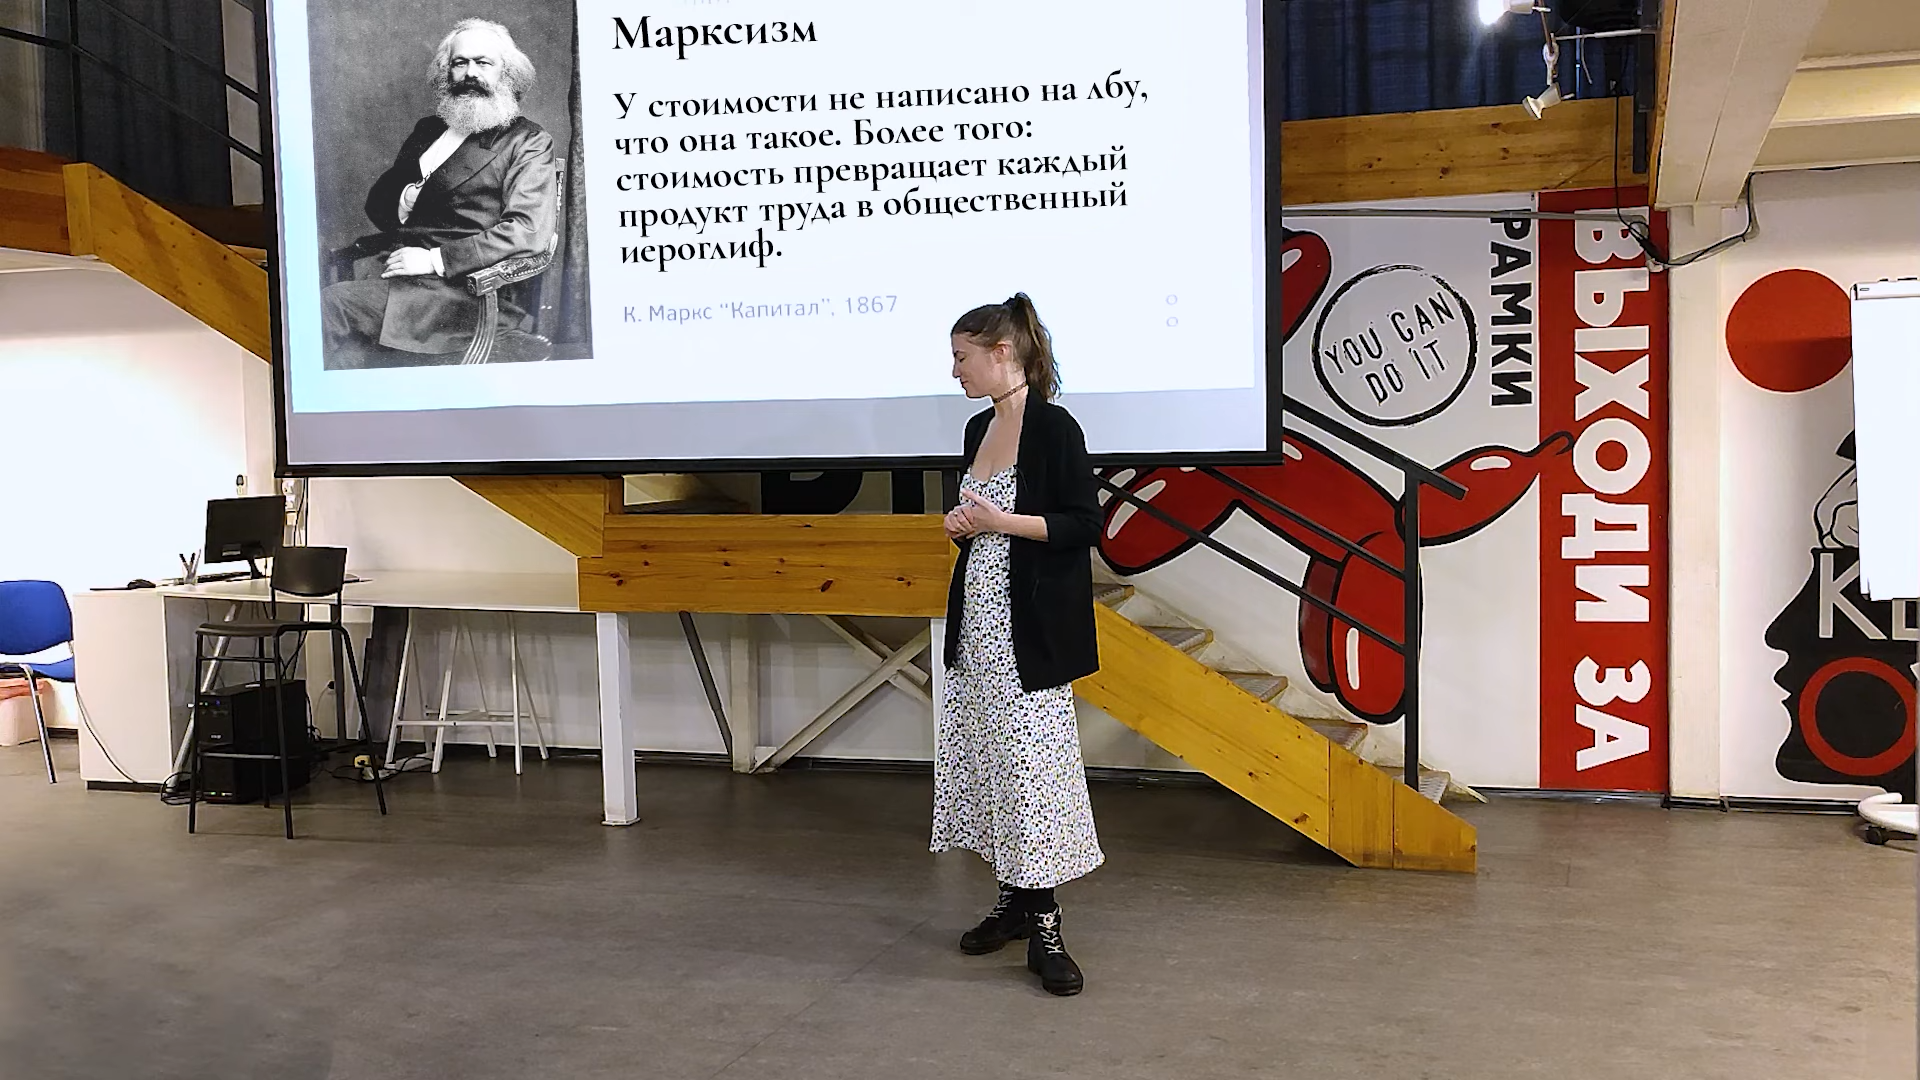 Марксизм
У стоимости не написано на лбу,
что она такое. Более того:
стоимость превращает каждый
продукт труда в общественный
иероглиф.
К. Маркс “Капитал”, 1867
YOU CAN
DO IT
ВЫХОДИ ЗА
РАМКИ